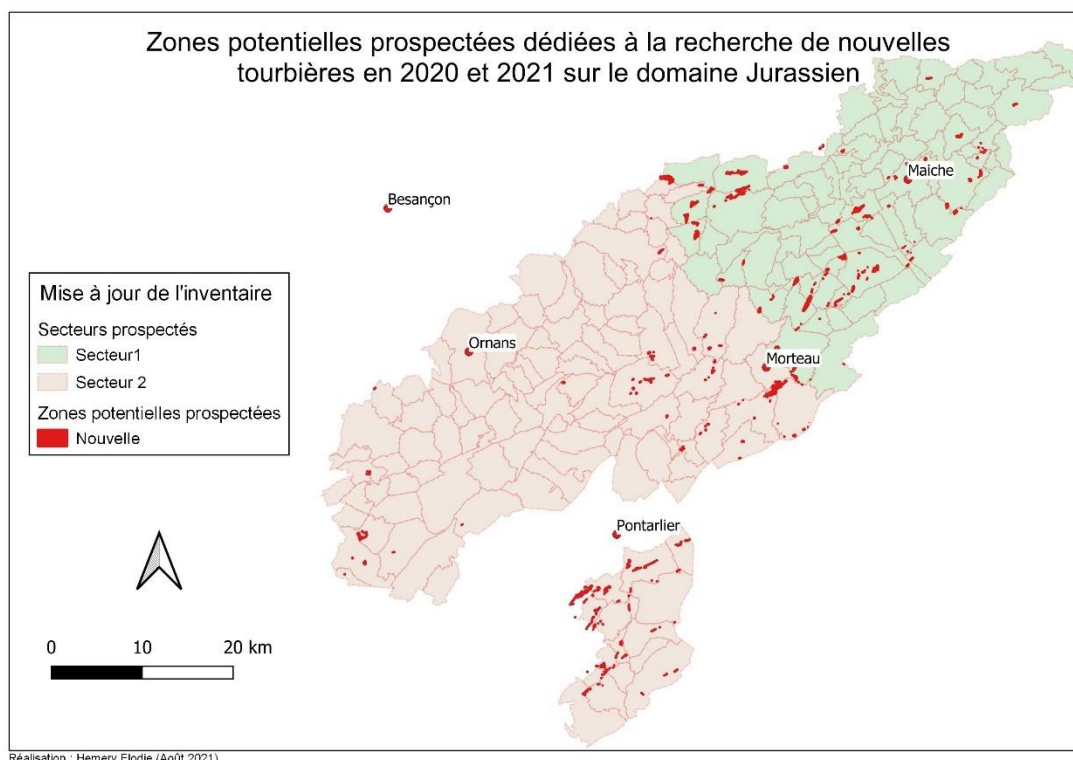 Zones potentielles prospectées dédiées à la recherche de nouvelles
tourbières en 2020 et 2021 sur le domaine Jurassien
Maiche
Besançon
Mise à jour de l'inventaire
Secteurs prospectés
Secteur1
Secteur 2
Zones potentielles prospectées
Nouvelle
Ornans
Morteau
Pontarlier
0 10 20 km
Réalisation : Hemery Elodie (Août 2021)